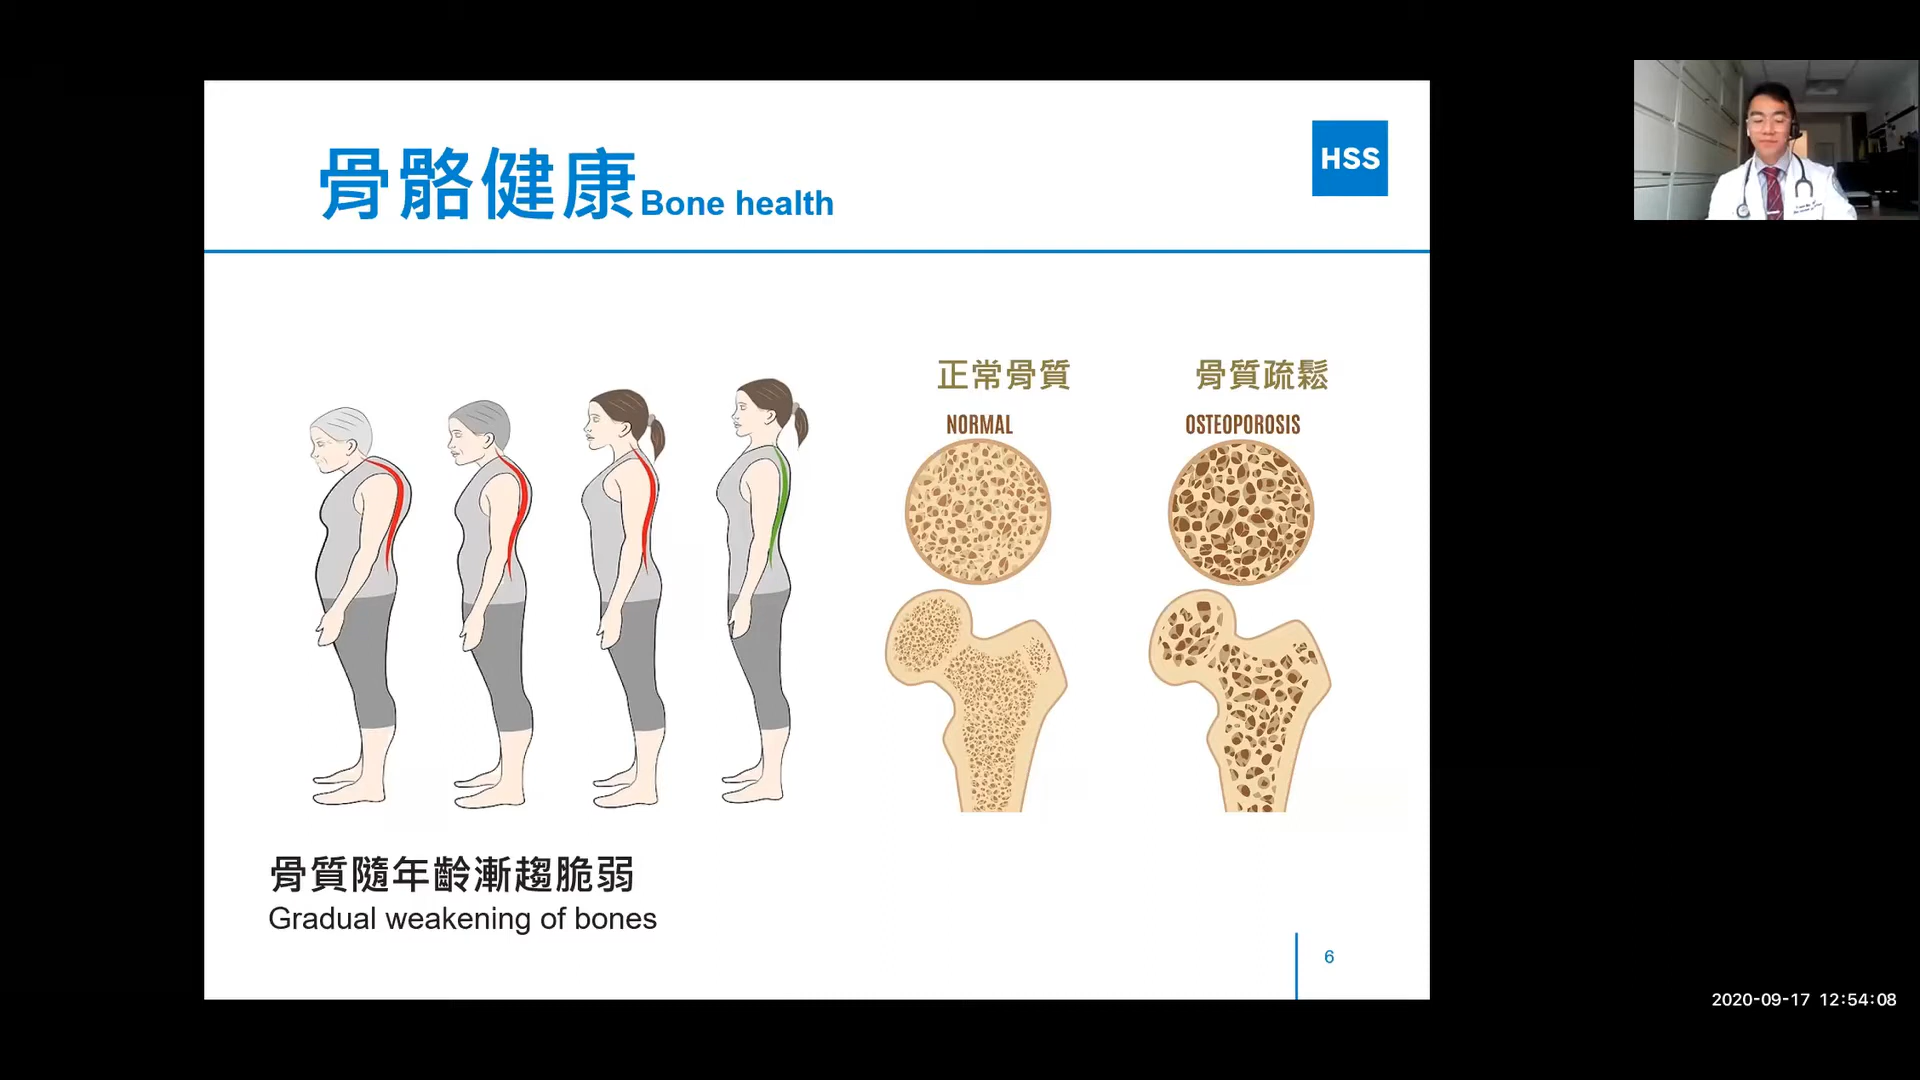 骨骼健康Bone health
HSS
正常骨質
骨質疏鬆
NORMAL
OSTEOPOROSIS
骨質隨年齡漸趨脆弱
Gradual weakening of bones
6
2020-09-17 12:54:08